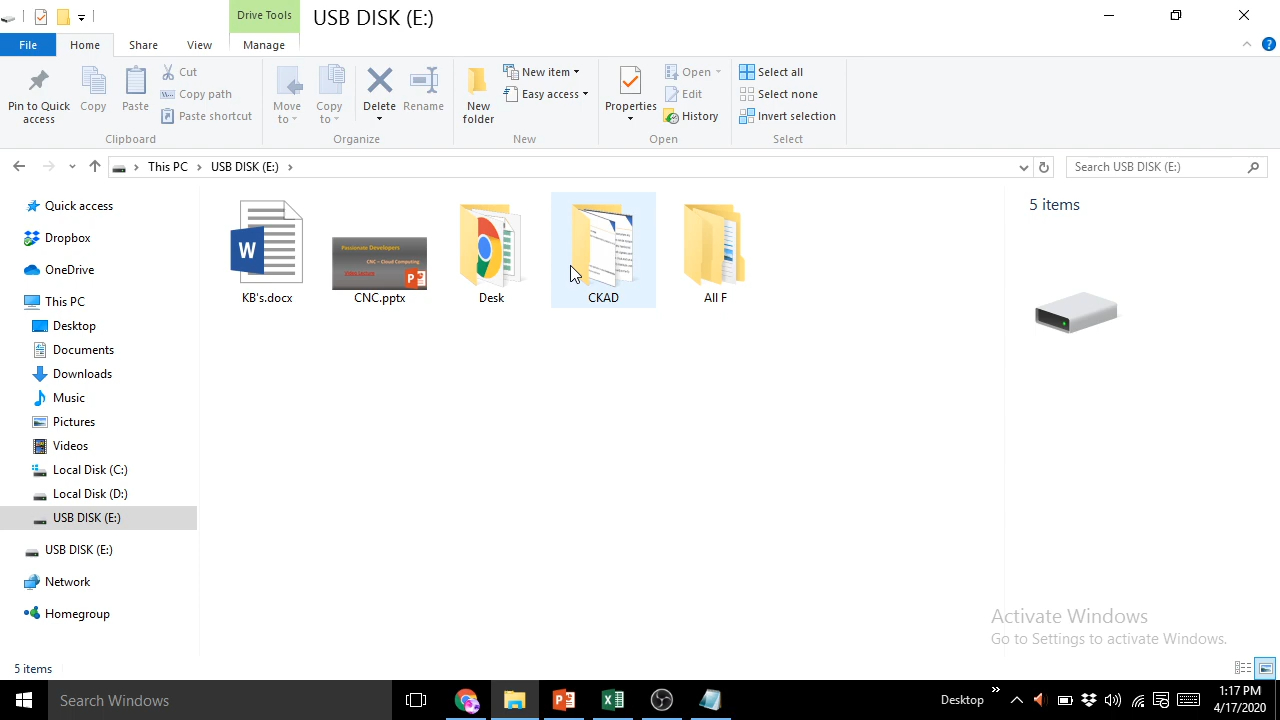 Drive Tools
USB DISK (E:)
File
Home
Share
View
Manage
Pin to Quick access
Copy
Paste
Cut
Copy path
Paste shortcut
Clipboard
Move to
Copy to
Delete
Rename
Organize
New folder
New item
Easy access
New
Properties
Open
Edit
History
Open
Select all
Select none
Invert selection
Select
This PC
USB DISK (E:)
Search USB DISK (E:)
Quick access
Dropbox
OneDrive
This PC
Desktop
Documents
Downloads
Music
Pictures
Videos
Local Disk (C:)
Local Disk (D:)
USB DISK (E:)
USB DISK (E:)
Network
Homegroup
W
KB's.docx
Passionate Developers
CNC – Cloud Computing
Video Lecture
CNC.pptx
Desk
CKAD
All F
5 items
Activate Windows
Go to Settings to activate Windows.
5 items
Search Windows
Desktop
1:17 PM
4/17/2020